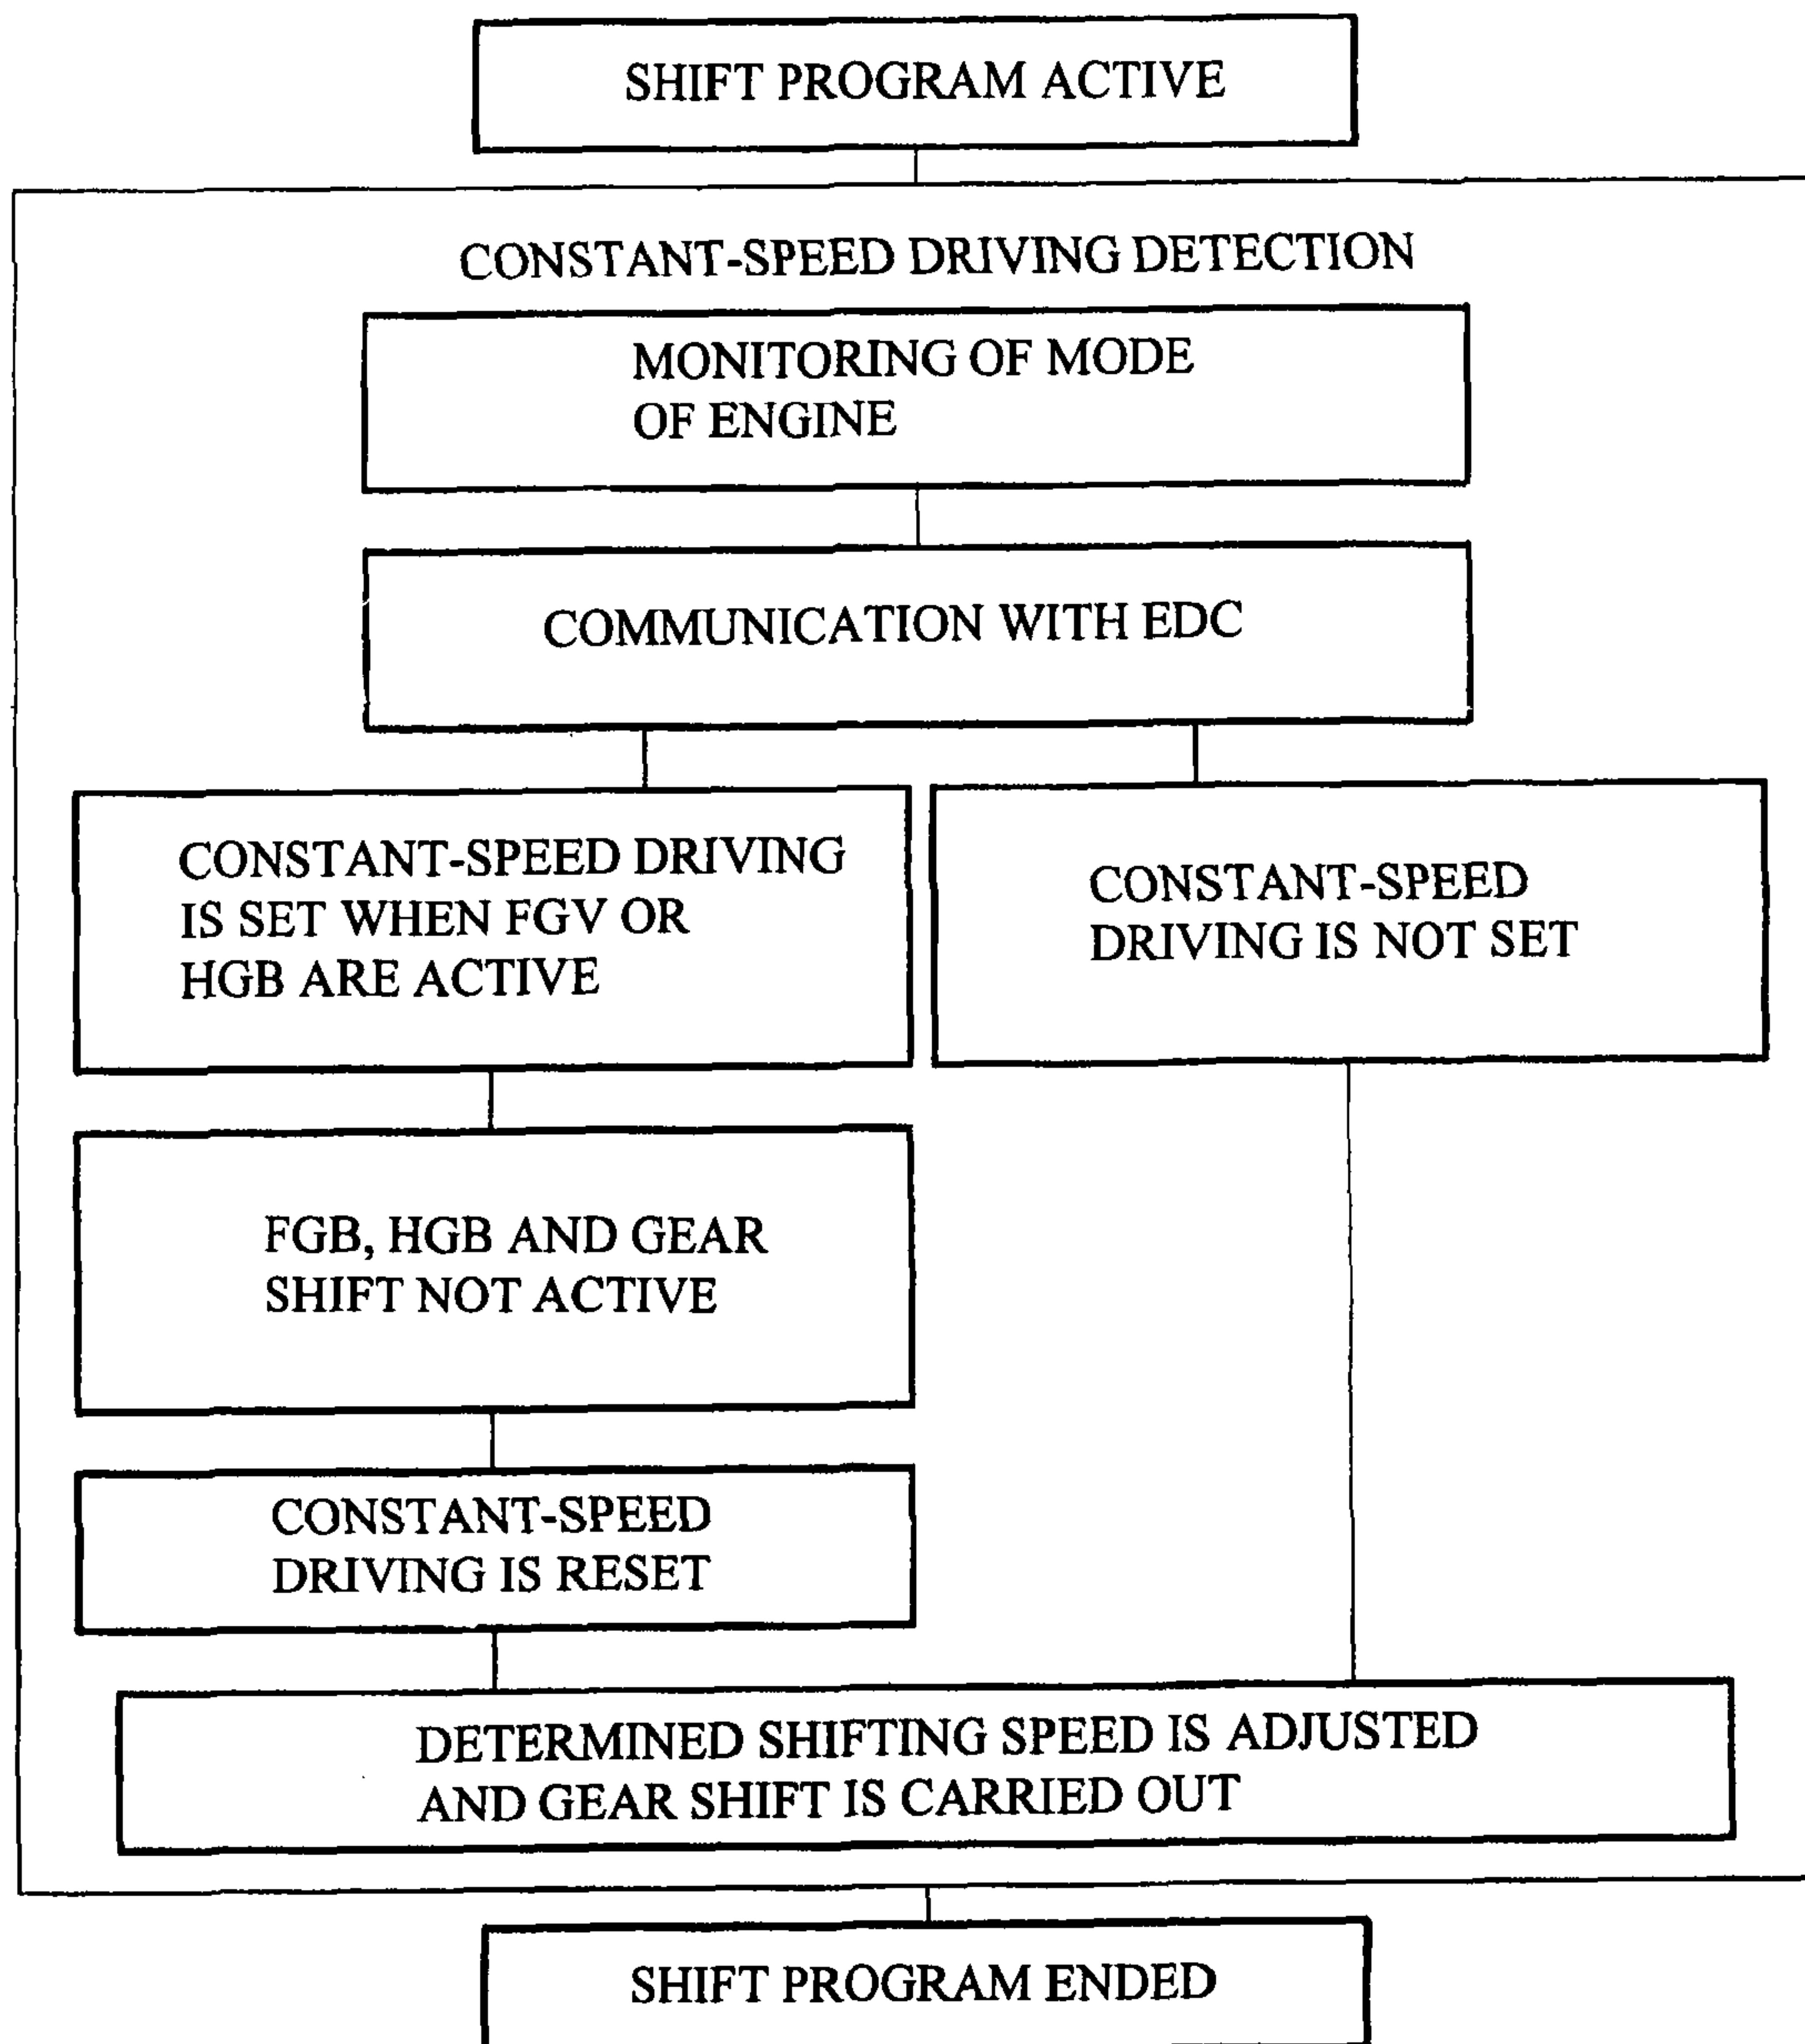 SHIFT PROGRAM ACTIVE
CONSTANT-SPEED DRIVING DETECTION
MONITORING OF MODE
OF ENGINE
COMMUNICATION WITH EDC
CONSTANT-SPEED DRIVING
IS SET WHEN FGV OR
HGB ARE ACTIVE
CONSTANT-SPEED
DRIVING IS NOT SET
FGB, HGB AND GEAR
SHIFT NOT ACTIVE
CONSTANT-SPEED
DRIVING IS RESET
DETERMINED SHIFTING SPEED IS ADJUSTED
AND GEAR SHIFT IS CARRIED OUT
SHIFT PROGRAM ENDED